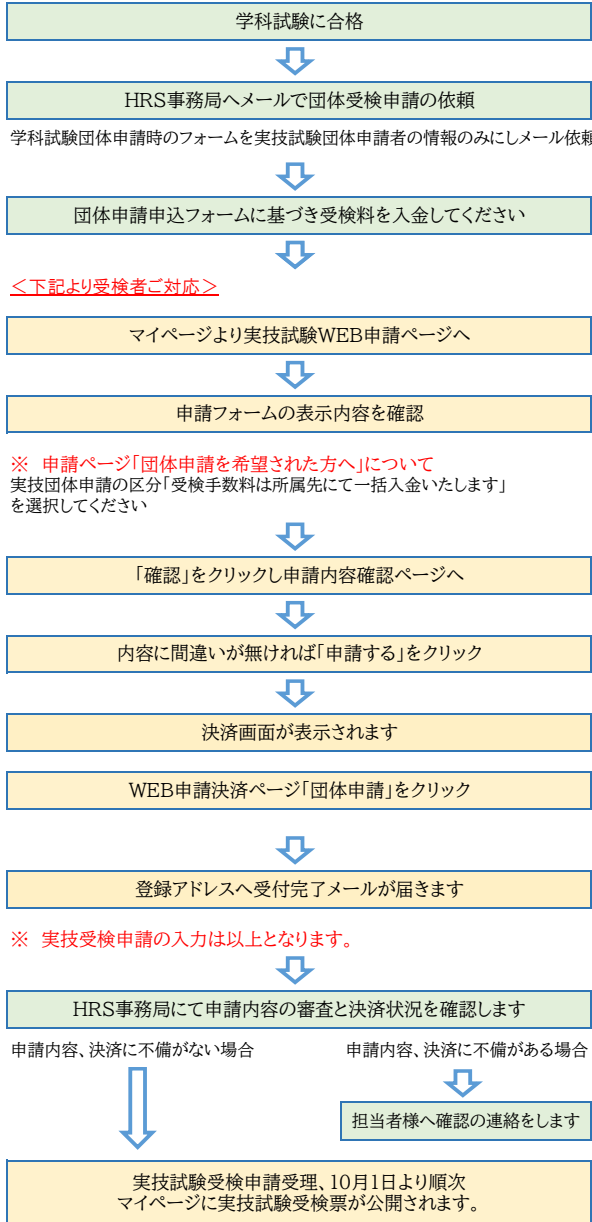 学科試験に合格
HRS事務局へメールで団体受検申請の依頼
学科試験団体申請時のフォームを実技試験団体申請者の情報のみにしメール依頼
団体申請申込フォームに基づき受検料を入金してください
＜下記より受検者ご対応＞
マイページより実技試験WEB申請ページへ
申請フォームの表示内容を確認
※　申請ページ「団体申請を希望された方へ」について
実技団体申請の区分「受検手数料は所属先にて一括入金いたします」
を選択してください
「確認」をクリックし申請内容確認ページへ
内容に間違いが無ければ「申請する」をクリック
決済画面が表示されます
WEB申請決済ページ「団体申請」をクリック
登録アドレスへ受付完了メールが届きます
※　実技受検申請の入力は以上となります。
HRS事務局にて申請内容の審査と決済状況を確認します
申請内容、決済に不備がない場合
申請内容、決済に不備がある場合
担当者様へ確認の連絡をします
実技試験受検申請受理、10月1日より順次
マイページに実技試験受検票が公開されます。